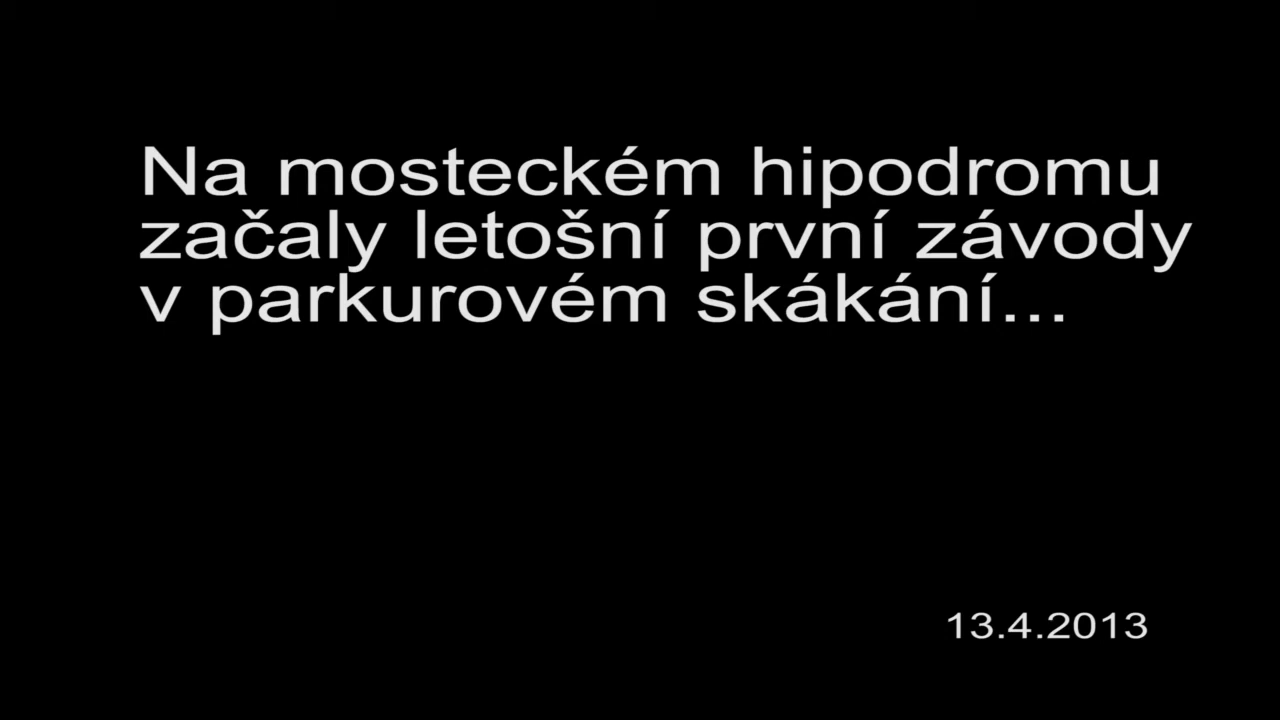 Na mosteckém hipodromu
začaly letošní první závody
v parkurovém skákání...
13.4.2013